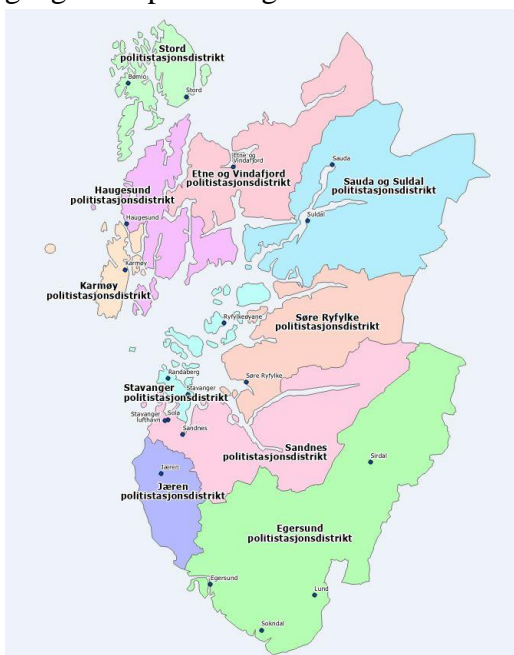 Stord
politistasjonsdistrikt
Bømlo
Stord
Etne og
Vindafjord
Etne og Vindafjord
politistasjonsdistrikt
Sauda
Sauda og Suldal
politistasjonsdistrikt
Haugesund
politistasjonsdistrikt
Haugesund
Suldal
Karmøy
Karmøy
politistasjonsdistrikt
Ryfylkeøyane
Søre Ryfylke
politistasjonsdistrikt
Randaberg
Stavanger
Stavanger
politistasjonsdistrikt
Søre Ryfylke
Stavanger
lufthavn
Sola
Sandnes
Sandnes
politistasjonsdistrikt
Sirdal
Jæren
Jæren
politistasjonsdistrikt
Egersund
politistasjonsdistrikt
Egersund
Lund
Sokndal